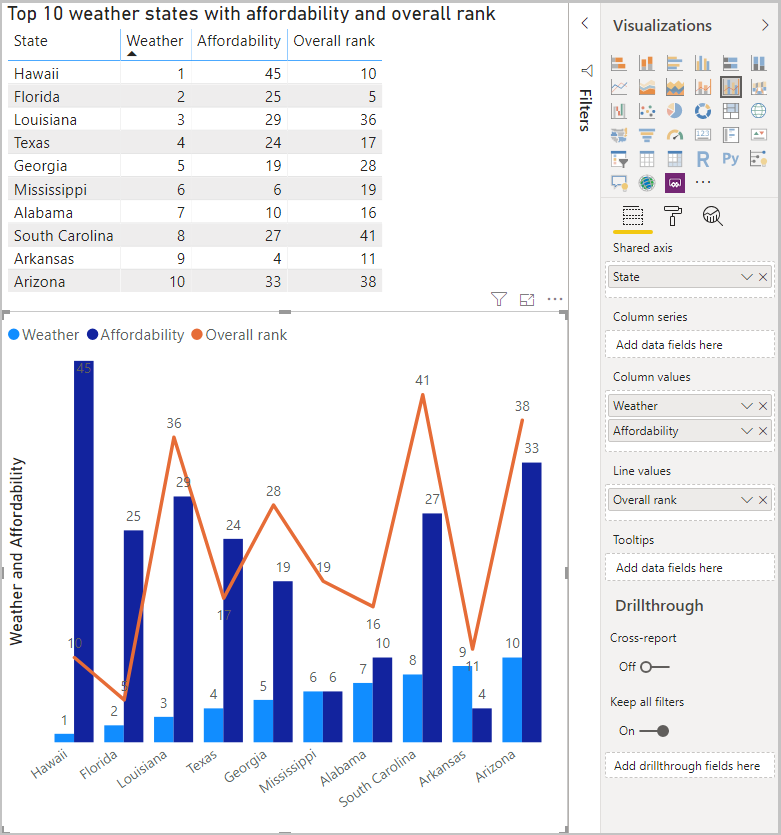 Top 10 weather states with affordability and overall rank
State Weather Affordability Overall rank
Hawaii 1 45 10
Florida 2 25 5
Louisiana 3 29 36
Texas 4 24 17
Georgia 5 19 28
Mississippi 6 6 19
Alabama 7 10 16
South Carolina 8 27 41
Arkansas 9 4 11
Arizona 10 33 38
Weather Affordability Overall rank
Weather and Affordability
1 45 10
2 25 5
3 29 36
4 24 17
5 19 28
6 6 19
7 10 16
8 27 41
9 4 11
10 33 38
Hawaii
Florida
Louisiana
Texas
Georgia
Mississippi
Alabama
South Carolina
Arkansas
Arizona
Filters
Visualizations
123
R
Py
Shared axis
State
Column series
Add data fields here
Column values
Weather
Affordability
Line values
Overall rank
Tooltips
Add data fields here
Drillthrough
Cross-report
Off
Keep all filters
On
Add drillthrough fields here